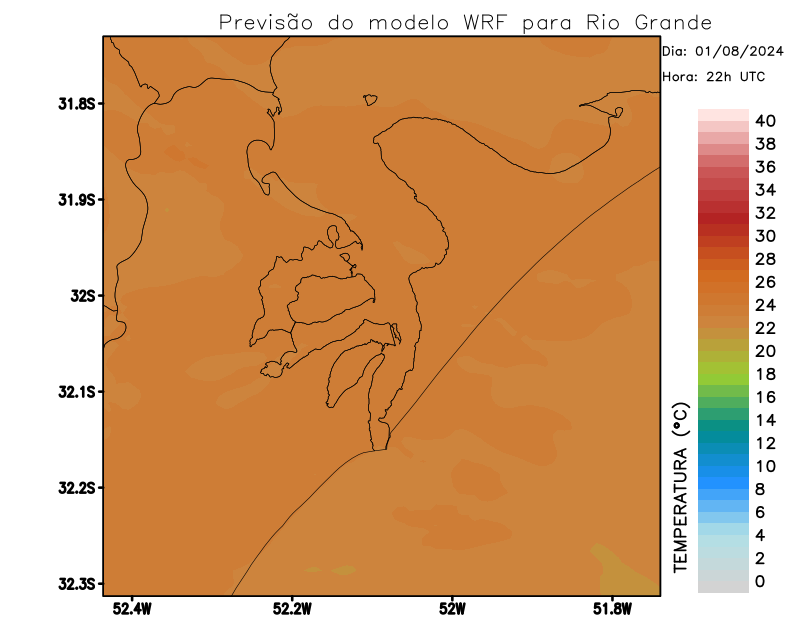 Previsão do modelo WRF para Rio Grande
Dia: 01/08/2024
Hora: 22h UTC
31.8S
31.9S
32S
32.1S
32.2S
32.3S
52.4W
52.2W
52W
51.8W
40
38
36
34
32
30
28
26
24
22
20
18
16
14
12
10
8
6
4
2
0
TEMPERATURA (°C)